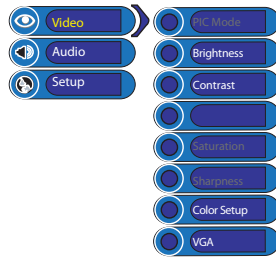 Video
Audio
Setup
PIC Mode
Brightness
Contrast
Saturation
Sharpness
Color Setup
VGA